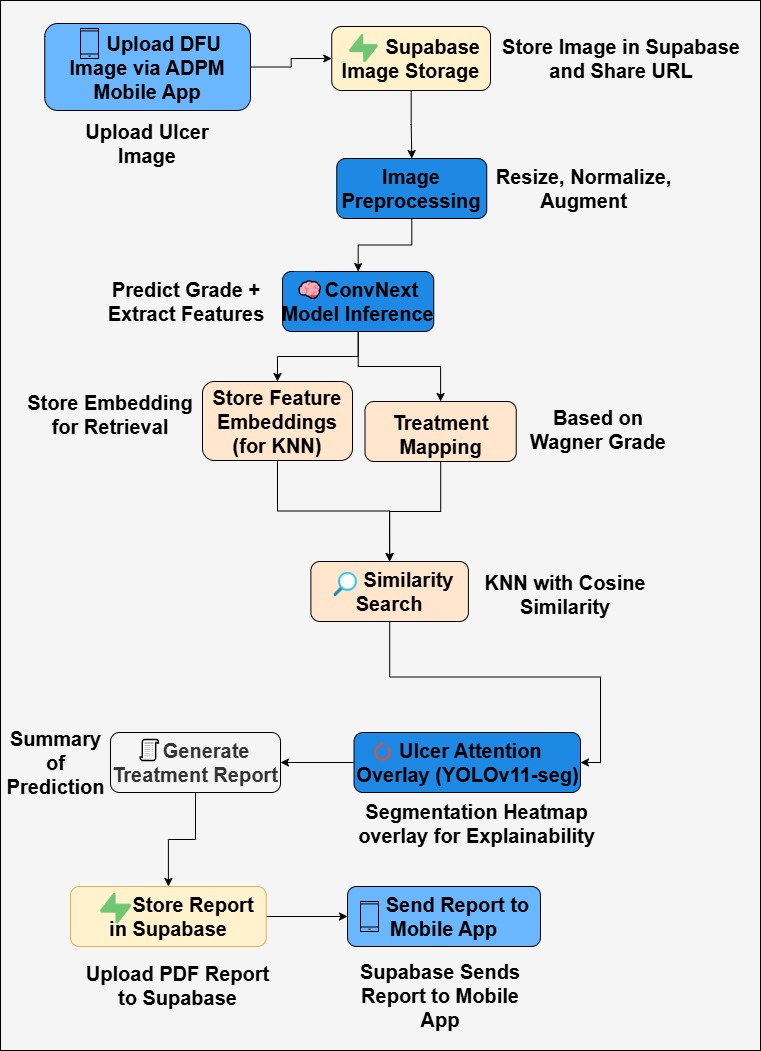 Upload DFU
Image via ADPM
Mobile App
Supabase
Image Storage
Store Image in Supabase
and Share URL
Upload Ulcer
Image
Image
Preprocessing
Resize, Normalize,
Augment
Predict Grade +
Extract Features
ConvNext
Model Inference
Store Embedding
for Retrieval
Store Feature
Embeddings
(for KNN)
Treatment
Mapping
Based on
Wagner Grade
Similarity
Search
KNN with Cosine
Similarity
Summary
of
Prediction
Generate
Treatment Report
Ulcer Attention
Overlay (YOLOv11-seg)
Segmentation Heatmap
overlay for Explainability
Store Report
in Supabase
Send Report to
Mobile App
Upload PDF Report
to Supabase
Supabase Sends
Report to Mobile
App